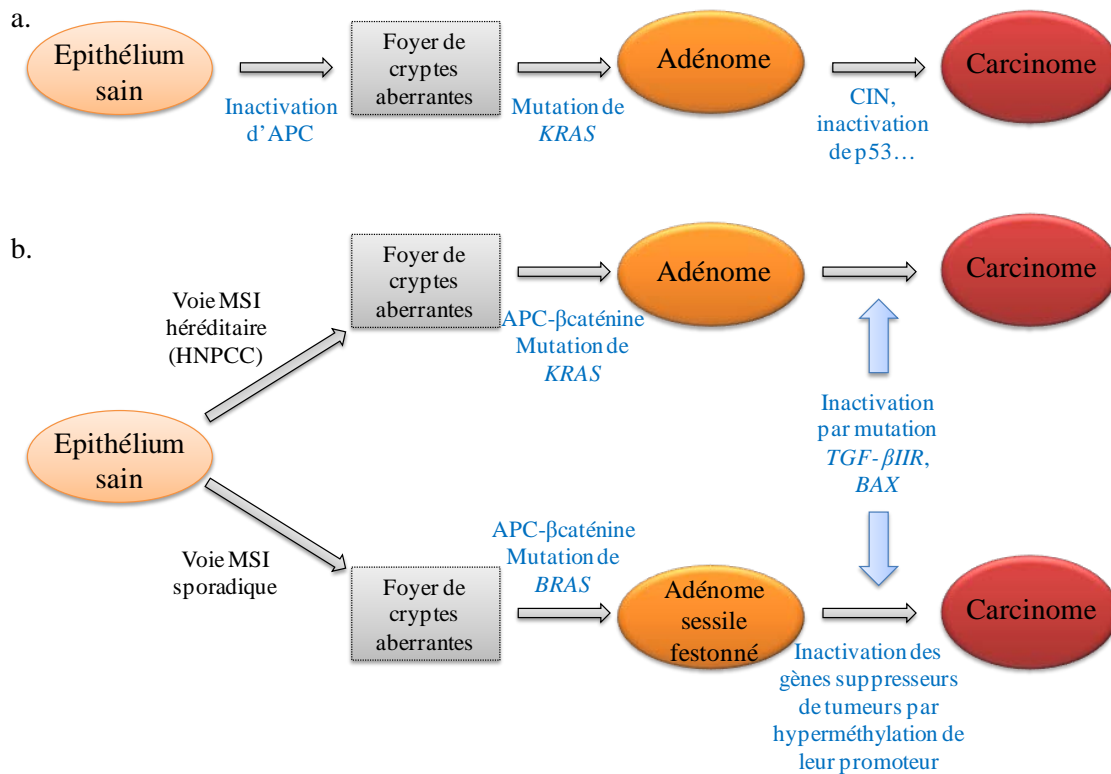 a.
Epithélium
sain
Inactivation
d’APC
Foyer de
cryptes
aberrantes
Mutation de
KRAS
Adénome
CIN,
inactivation
de p53…
Carcinome
b.
Epithélium
sain
Voie MSI
héréditaire
(HNPCC)
Foyer de
cryptes
aberrantes
APC-βcaténine
Mutation de
KRAS
Adénome
Carcinome
Inactivation
par mutation
TGF-βIIR,
BAX
Voie MSI
sporadique
Foyer de
cryptes
aberrantes
APC-βcaténine
Mutation de
BRAS
Adénome
sessile
festonné
Inactivation des
gènes suppresseurs
de tumeurs par
hyperméthylation de
leur promoteur
Carcinome